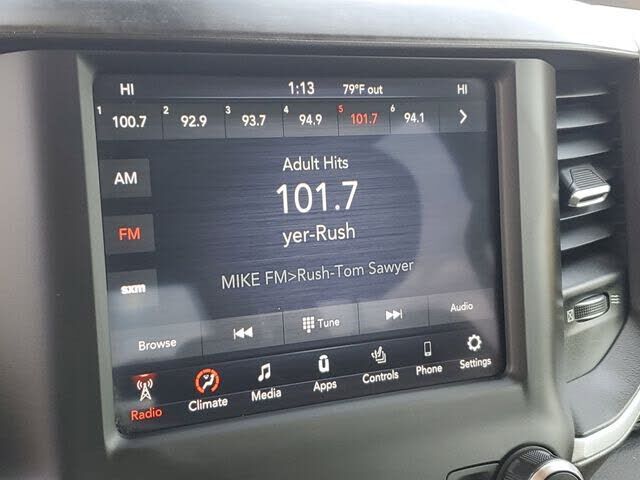 HI 1:13 79°F out HI
1 100.7 2 92.9 3 93.7 4 94.9 5 101.7 6 94.1 >
Adult Hits
AM
101.7
FM
yer-Rush
MIKE FM>Rush-Tom Sawyer
sxm
Browse Tune Audio
Radio Climate Media Apps Controls Phone Settings